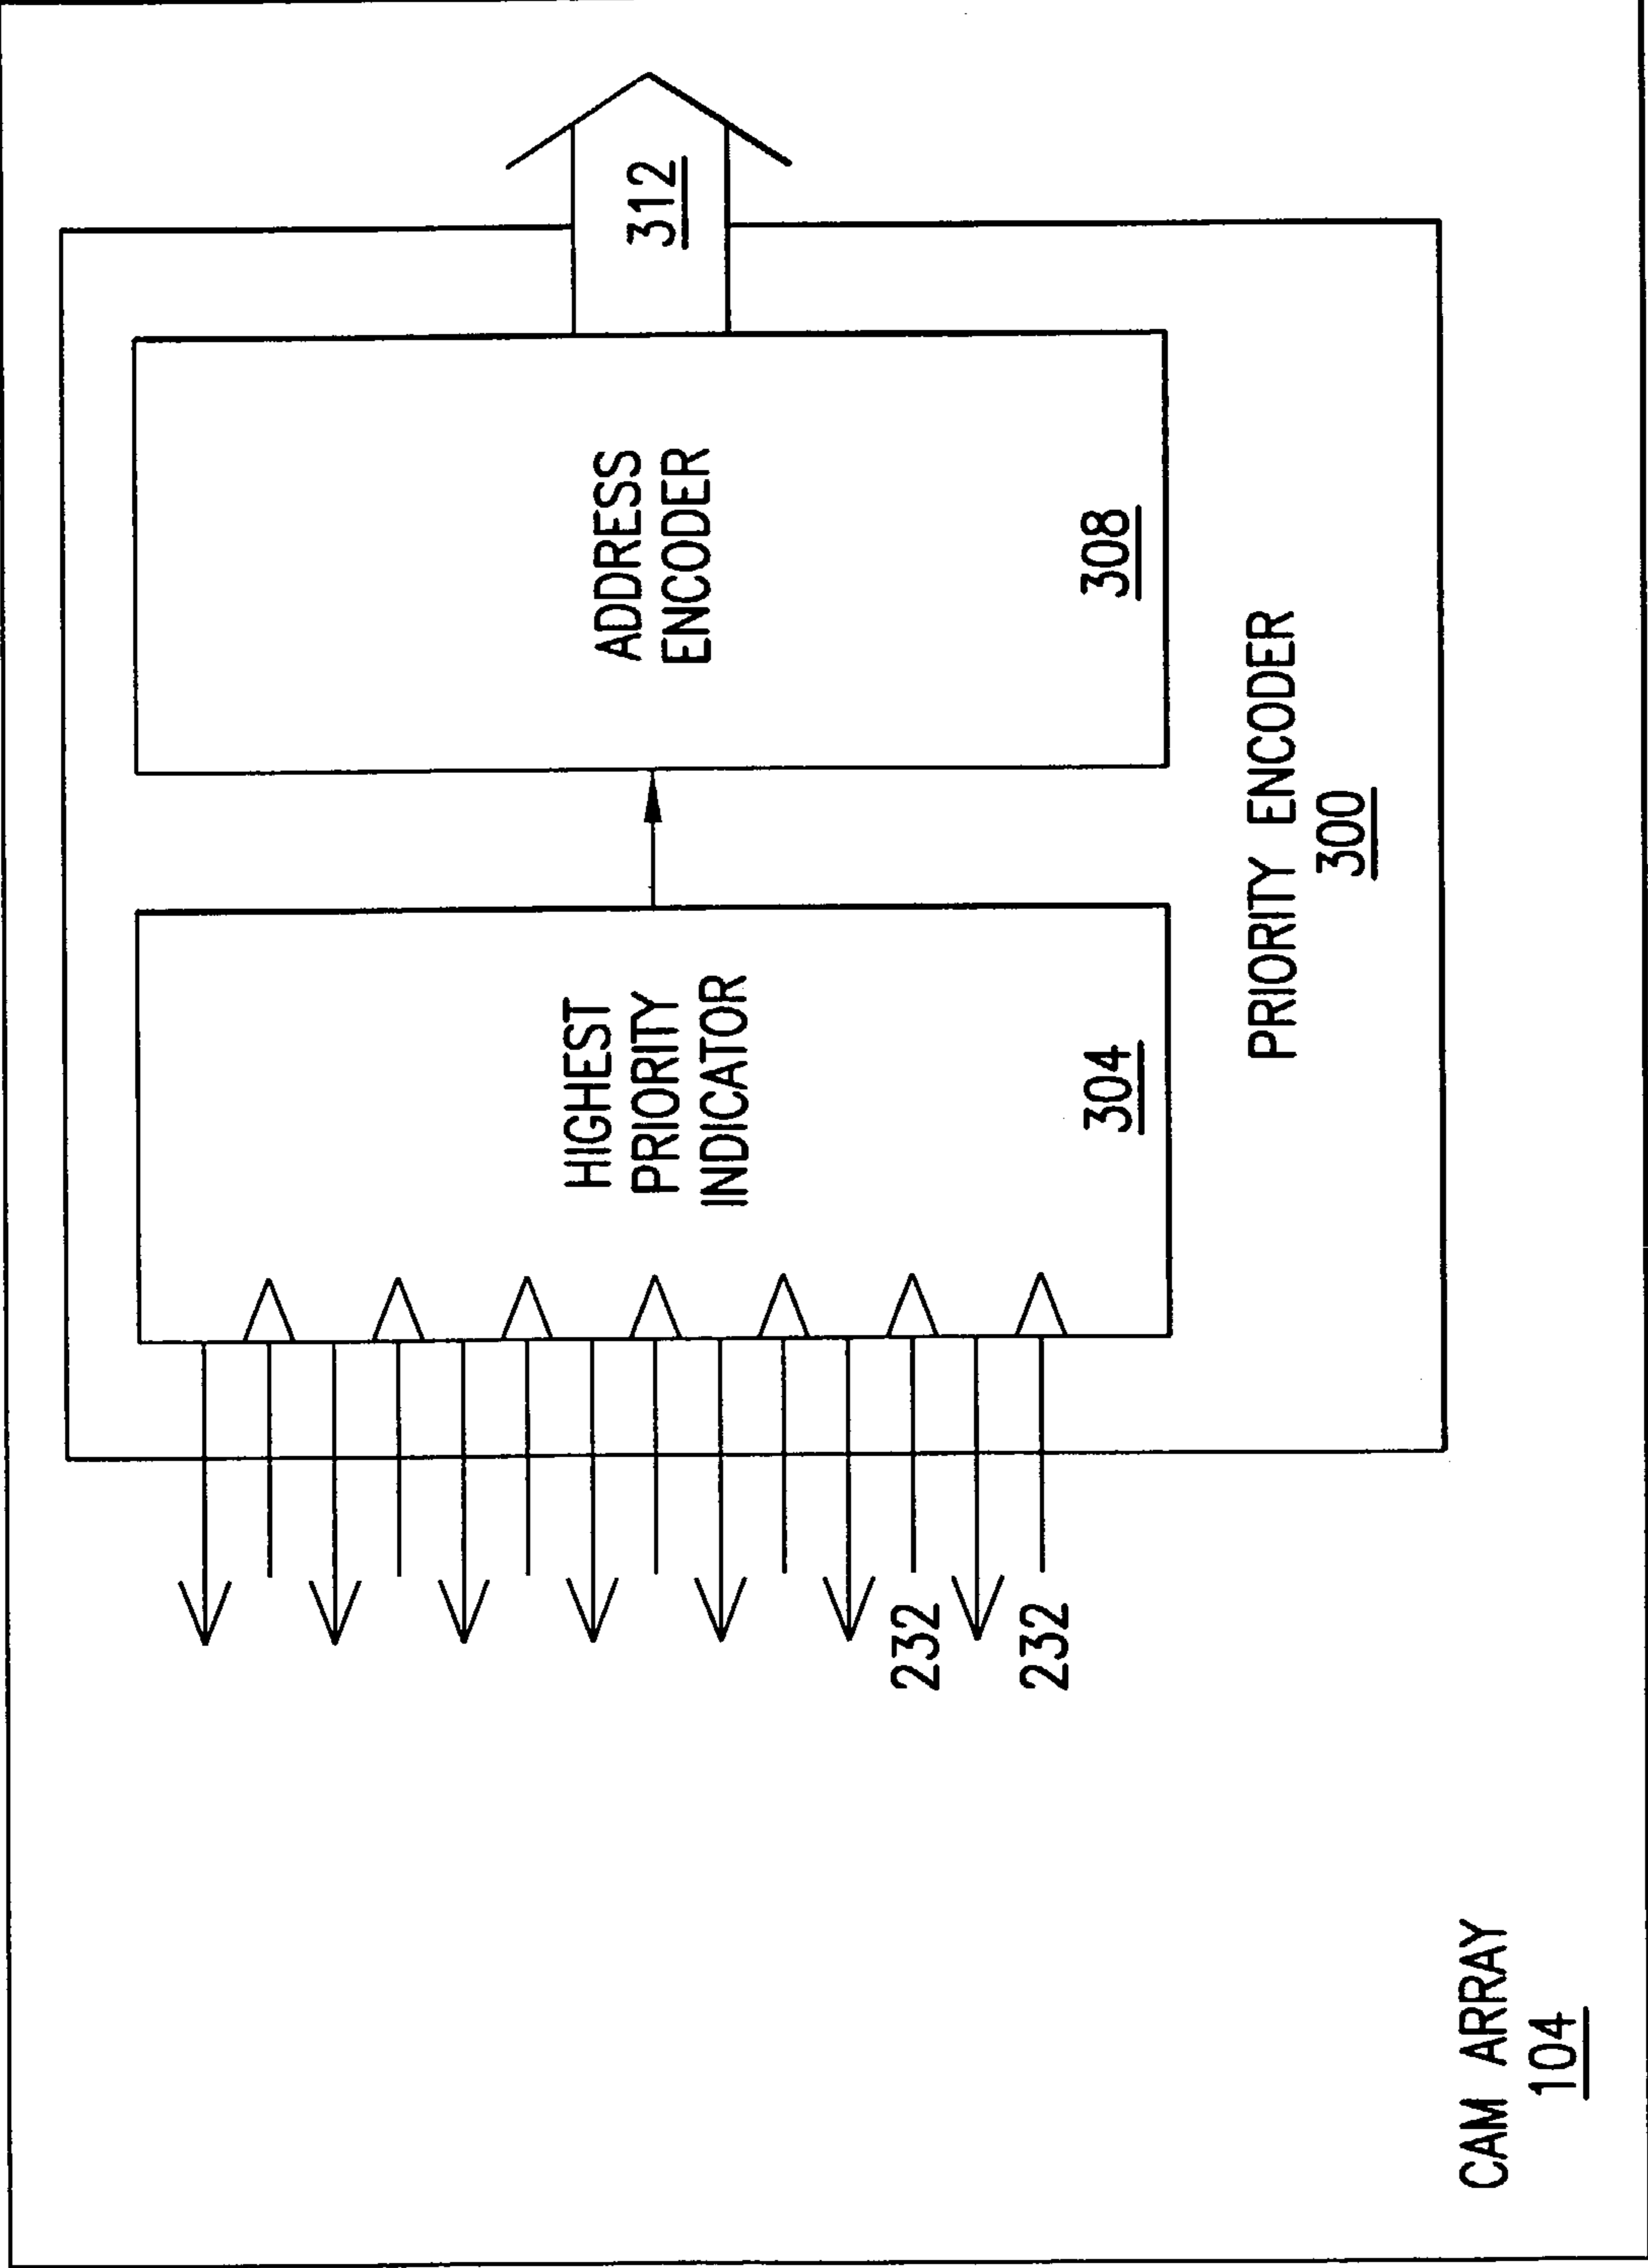 232
232
HIGHEST
PRIORITY
INDICATOR
304
ADDRESS
ENCODER
308
312
PRIORITY ENCODER
300
CAM ARRAY
104